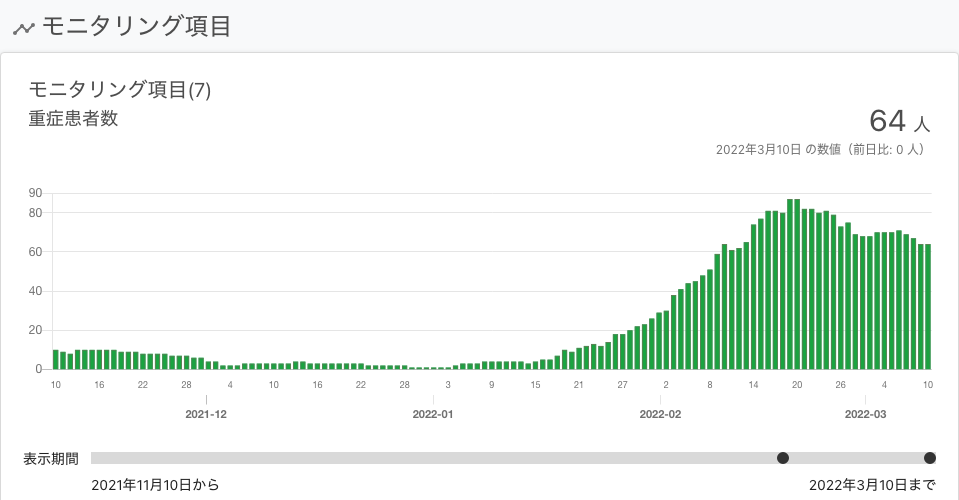 モニタリング項目
モニタリング項目(7)
重症患者数
64 人
2022年3月10日 の数値（前日比: 0 人）
90
80
60
40
20
0
10 16 22 28 4 10 16 22 28 3 9 15 21 27 2 8 14 20 26 4 10
2021-12 2022-01 2022-02 2022-03
表示期間
2021年11月10日から 2022年3月10日まで